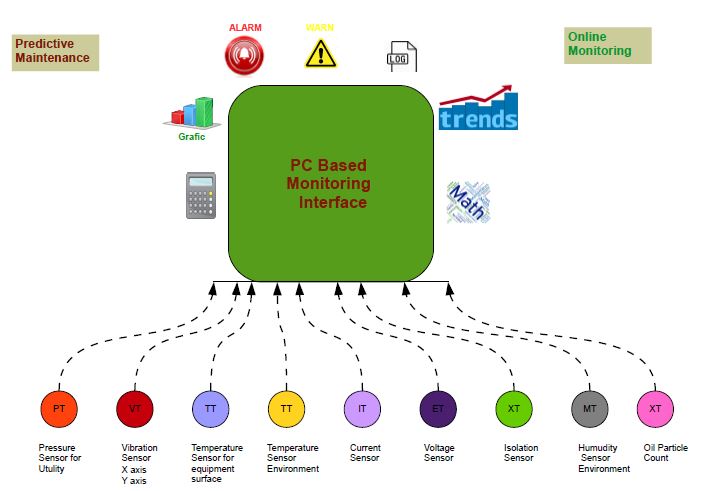 Predictive
Maintenance
ALARM
WARN
LOG
Online
Monitoring
trends
Grafic
PC Based
Monitoring
Interface
Math
PT
VT
TT
TT
IT
ET
XT
MT
XT
Pressure
Sensor for
Utulity
Vibration
Sensor
X axis
Y axis
Temperature
Sensor for
equipment
surface
Temperature
Sensor
Environment
Current
Sensor
Voltage
Sensor
Isolation
Sensor
Humudity
Sensor
Environment
Oil Particle
Count